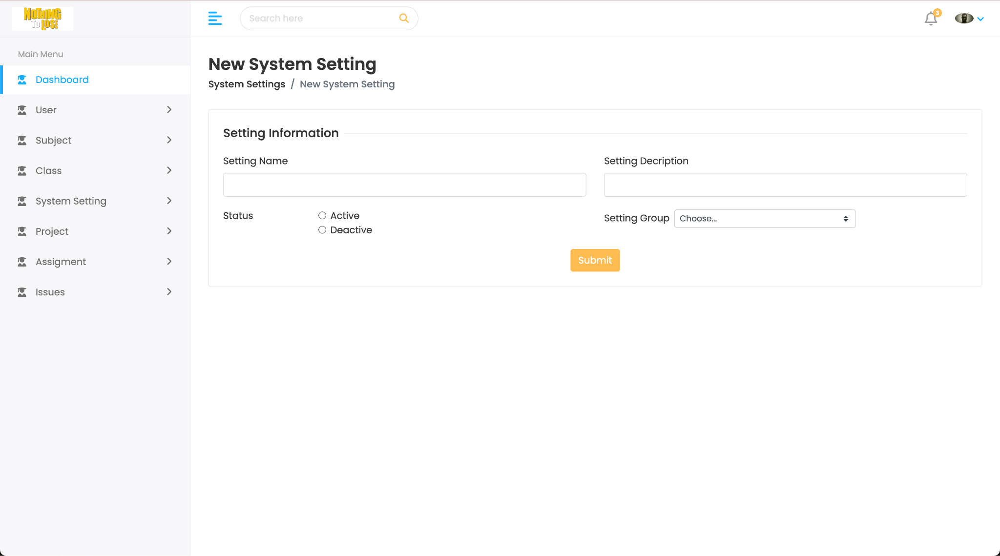 NOTHING
TO LOSE
Search here
3
Main Menu
Dashboard
User
Subject
Class
System Setting
Project
Assigment
Issues
New System Setting
System Settings / New System Setting
Setting Information
Setting Name
Setting Decription
Status
Active
Deactive
Setting Group
Choose...
Submit